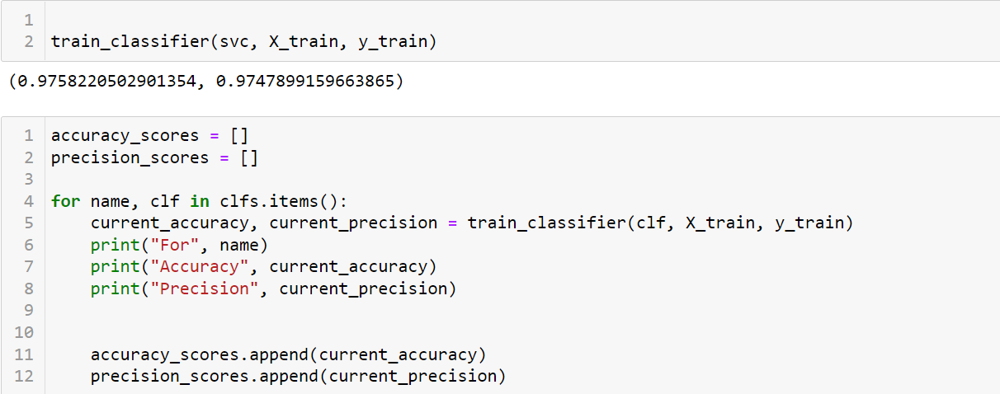 1
2 train_classifier(svc, X_train, y_train)
(0.9758220502901354, 0.9747899159663865)
1 accuracy_scores = []
2 precision_scores = []
3
4 for name, clf in clfs.items():
5     current_accuracy, current_precision = train_classifier(clf, X_train, y_train)
6     print("For", name)
7     print("Accuracy", current_accuracy)
8     print("Precision", current_precision)
9
10
11     accuracy_scores.append(current_accuracy)
12     precision_scores.append(current_precision)